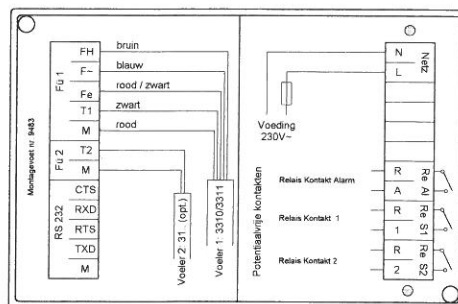 Montagevoet nr. 9483
Fü 1
FH
F~
Fe
T1
M
bruin
blauw
rood / zwart
zwart
rood
Fü 2
T2
M
RS 232
CTS
RXD
RTS
TXD
M
Voeler 2: 31.. (opt.)
Voeler 1: 3310/3311
Voeding
230V~
N
L
Netz
Potentiaalvrije kontakten
Relais Kontakt Alarm
R
A
Re Al
Relais Kontakt 1
R
1
Re S1
Relais Kontakt 2
R
2
Re S2